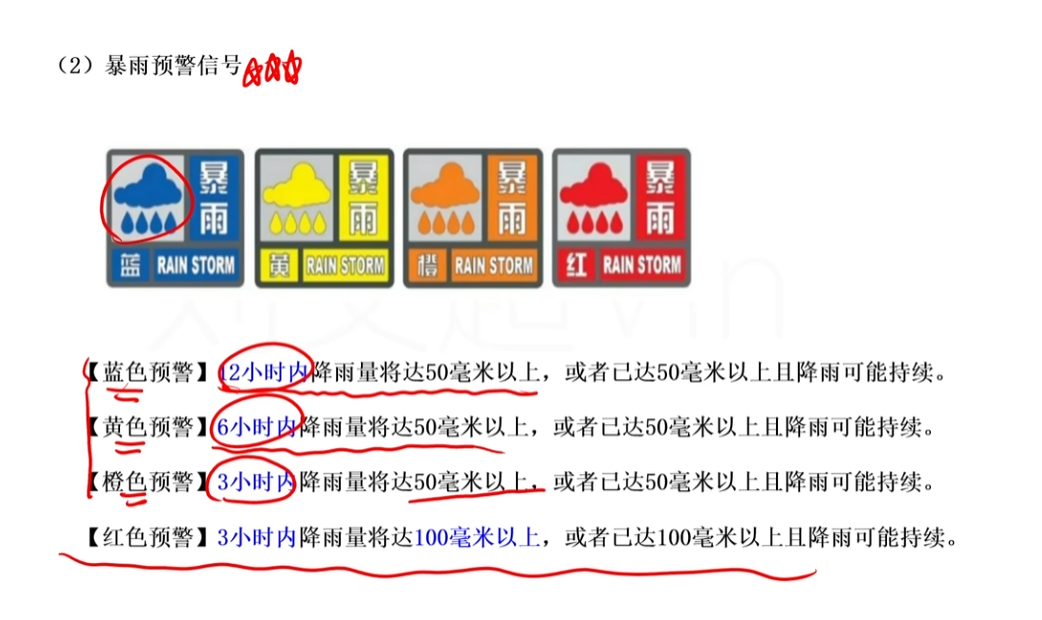 （2）暴雨预警信号
暴雨 蓝 RAIN STORM
暴雨 黄 RAIN STORM
暴雨 橙 RAIN STORM
暴雨 红 RAIN STORM
【蓝色预警】12小时内降雨量将达50毫米以上，或者已达50毫米以上且降雨可能持续。
【黄色预警】6小时内降雨量将达50毫米以上，或者已达50毫米以上且降雨可能持续。
【橙色预警】3小时内降雨量将达50毫米以上，或者已达50毫米以上且降雨可能持续。
【红色预警】3小时内降雨量将达100毫米以上，或者已达100毫米以上且降雨可能持续。